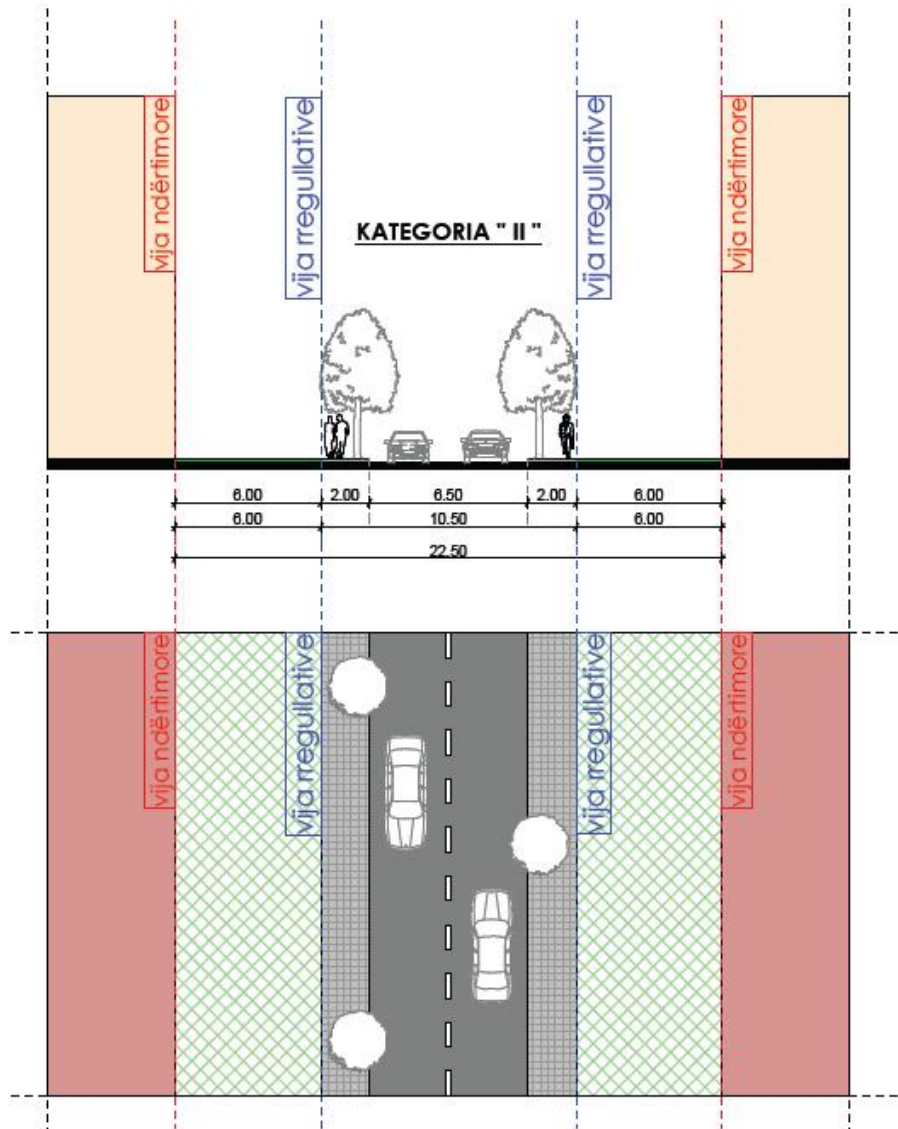 vija ndërtimore
vija rregullative
KATEGORIA " II "
vija rregullative
vija ndërtimore
6.00 2.00 6.50 2.00 6.00
6.00 10.50 6.00
22.50
vija ndërtimore
vija rregullative
vija rregullative
vija ndërtimore